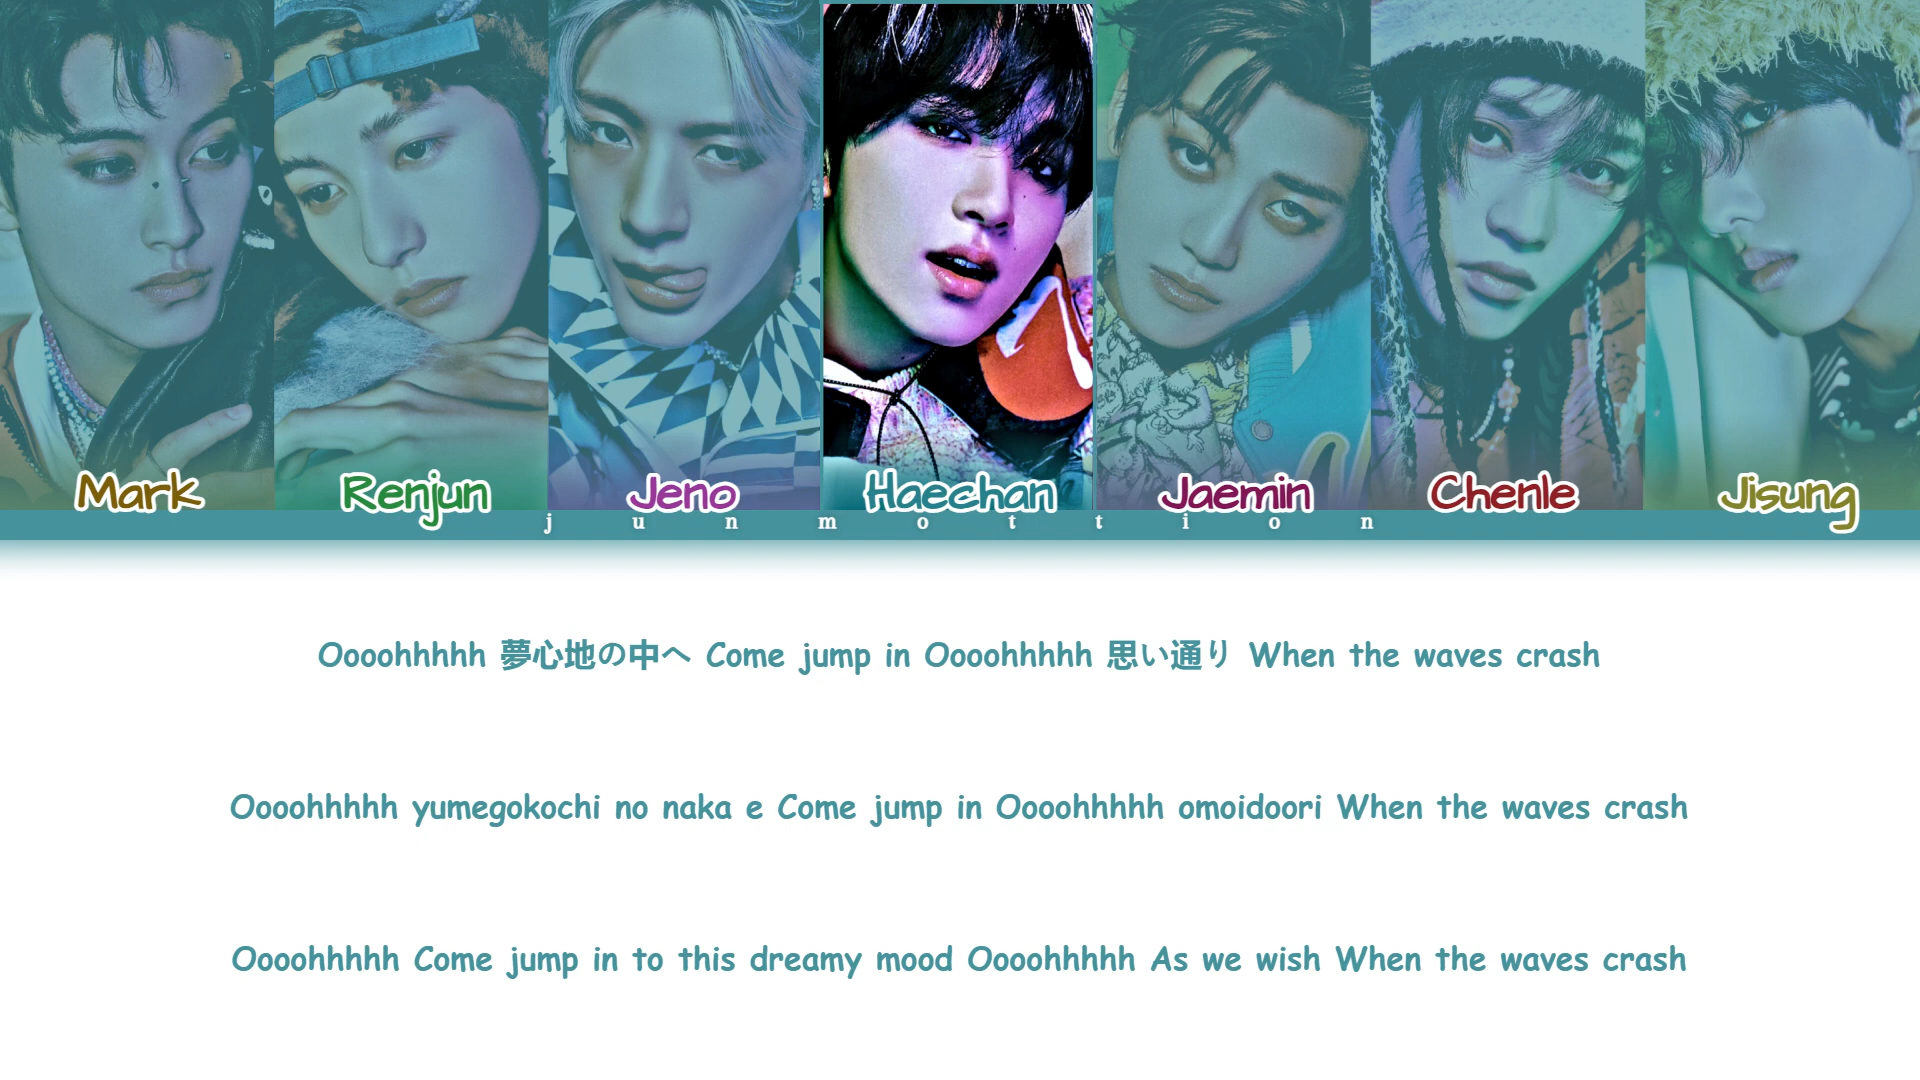 Mark Renjun Jeno Haechan Jaemin Chenle Jisung
j u n m o t t i o n
Oooohhhhh 夢心地の中へ Come jump in Oooohhhhh 思い通り When the waves crash
Oooohhhhh yumegokochi no naka e Come jump in Oooohhhhh omoidoori When the waves crash
Oooohhhhh Come jump in to this dreamy mood Oooohhhhh As we wish When the waves crash